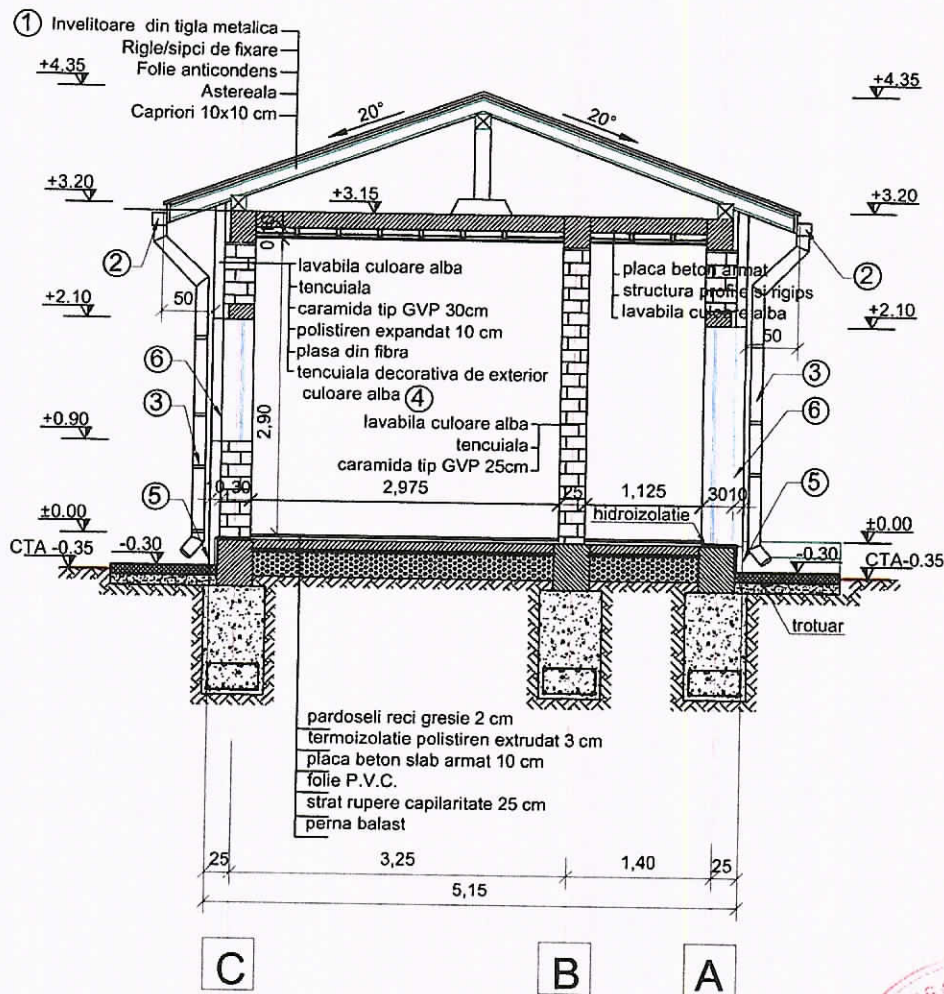 ① Invelitoare din tigla metalica
Rigle/sipci de fixare
Folie anticondens
Astereala
Capriori 10x10 cm
+4.35
+4.35
20°
20°
+3.20
+3.15
+3.20
②
②
lavabila culoare alba
tencuiala
caramida tip GVP 30cm
polistiren expandat 10 cm
plasa din fibra
tencuiala decorativa de exterior
culoare alba ④
placa beton armat
structura profile si rigips
lavabila culoare alba
50
50
+2.10
+2.10
⑥
③
③
⑥
2,90
lavabila culoare alba
tencuiala
caramida tip GVP 25cm
+0.90
0.30
2,975
25
1,125
30
10
hidroizolatie
⑤
⑤
±0.00
±0.00
CTA -0.35
-0.30
-0.30
CTA-0.35
trotuar
pardoseli reci gresie 2 cm
termoizolatie polistiren extrudat 3 cm
placa beton slab armat 10 cm
folie P.V.C.
strat rupere capilaritate 25 cm
perna balast
25
3,25
1,40
25
5,15
C
B
A